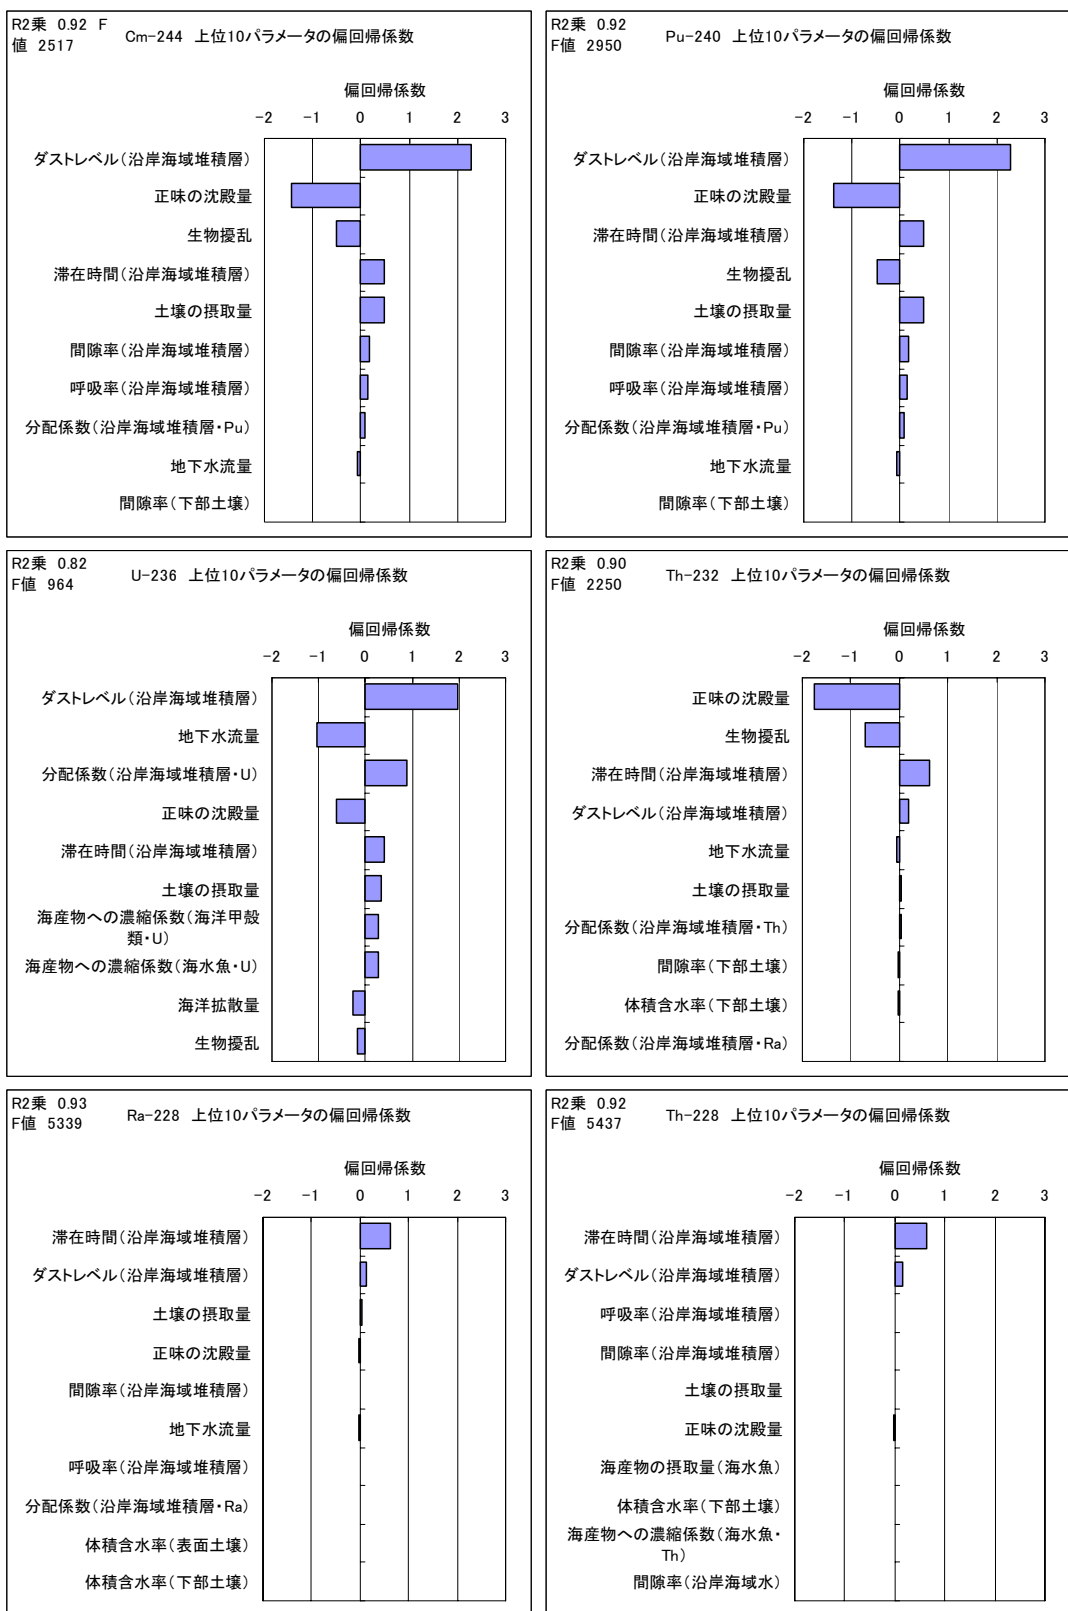 R2乗 0.92 F
値 2517
Cm-244 上位10パラメータの偏回帰係数
偏回帰係数
-2 -1 0 1 2 3
ダストレベル(沿岸海域堆積層)
正味の沈殿量
生物擾乱
滞在時間(沿岸海域堆積層)
土壌の摂取量
間隙率(沿岸海域堆積層)
呼吸率(沿岸海域堆積層)
分配係数(沿岸海域堆積層・Pu)
地下水流量
間隙率(下部土壌)
R2乗 0.92
F値 2950
Pu-240 上位10パラメータの偏回帰係数
偏回帰係数
-2 -1 0 1 2 3
ダストレベル(沿岸海域堆積層)
正味の沈殿量
滞在時間(沿岸海域堆積層)
生物擾乱
土壌の摂取量
間隙率(沿岸海域堆積層)
呼吸率(沿岸海域堆積層)
分配係数(沿岸海域堆積層・Pu)
地下水流量
間隙率(下部土壌)
R2乗 0.82
F値 964
U-236 上位10パラメータの偏回帰係数
偏回帰係数
-2 -1 0 1 2 3
ダストレベル(沿岸海域堆積層)
地下水流量
分配係数(沿岸海域堆積層・U)
正味の沈殿量
滞在時間(沿岸海域堆積層)
土壌の摂取量
海産物への濃縮係数(海洋甲殻
類・U)
海産物への濃縮係数(海水魚・U)
海洋拡散量
生物擾乱
R2乗 0.90
F値 2250
Th-232 上位10パラメータの偏回帰係数
偏回帰係数
-2 -1 0 1 2 3
正味の沈殿量
生物擾乱
滞在時間(沿岸海域堆積層)
ダストレベル(沿岸海域堆積層)
地下水流量
土壌の摂取量
分配係数(沿岸海域堆積層・Th)
間隙率(下部土壌)
体積含水率(下部土壌)
分配係数(沿岸海域堆積層・Ra)
R2乗 0.93
F値 5339
Ra-228 上位10パラメータの偏回帰係数
偏回帰係数
-2 -1 0 1 2 3
滞在時間(沿岸海域堆積層)
ダストレベル(沿岸海域堆積層)
土壌の摂取量
正味の沈殿量
間隙率(沿岸海域堆積層)
地下水流量
呼吸率(沿岸海域堆積層)
分配係数(沿岸海域堆積層・Ra)
体積含水率(表面土壌)
体積含水率(下部土壌)
R2乗 0.92
F値 5437
Th-228 上位10パラメータの偏回帰係数
偏回帰係数
-2 -1 0 1 2 3
滞在時間(沿岸海域堆積層)
ダストレベル(沿岸海域堆積層)
呼吸率(沿岸海域堆積層)
間隙率(沿岸海域堆積層)
土壌の摂取量
正味の沈殿量
海産物の摂取量(海水魚)
体積含水率(下部土壌)
海産物への濃縮係数(海水魚・
Th)
間隙率(沿岸海域水)